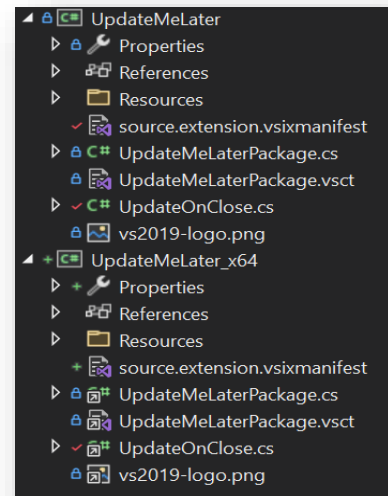 C# UpdateMeLater
Properties
References
Resources
source.extension.vsixmanifest
C# UpdateMeLaterPackage.cs
UpdateMeLaterPackage.vsct
C# UpdateOnClose.cs
vs2019-logo.png
C# UpdateMeLater_x64
Properties
References
Resources
source.extension.vsixmanifest
UpdateMeLaterPackage.cs
UpdateMeLaterPackage.vsct
UpdateOnClose.cs
vs2019-logo.png